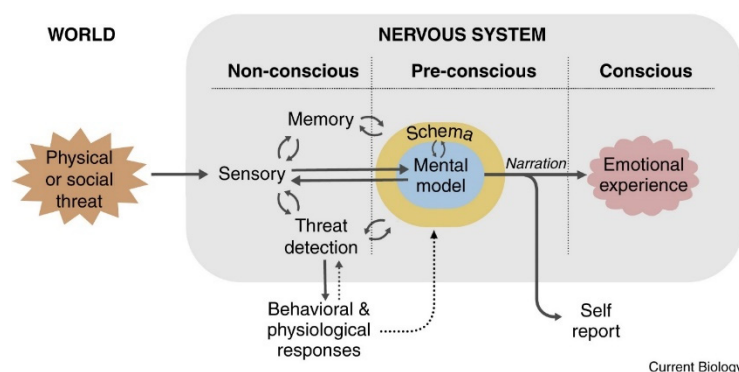 WORLD
NERVOUS SYSTEM
Non-conscious
Pre-conscious
Conscious
Physical
or social
threat
Sensory
Memory
Threat
detection
Schema
Mental
model
Narration
Emotional
experience
Behavioral &
physiological
responses
Self
report
Current Biology